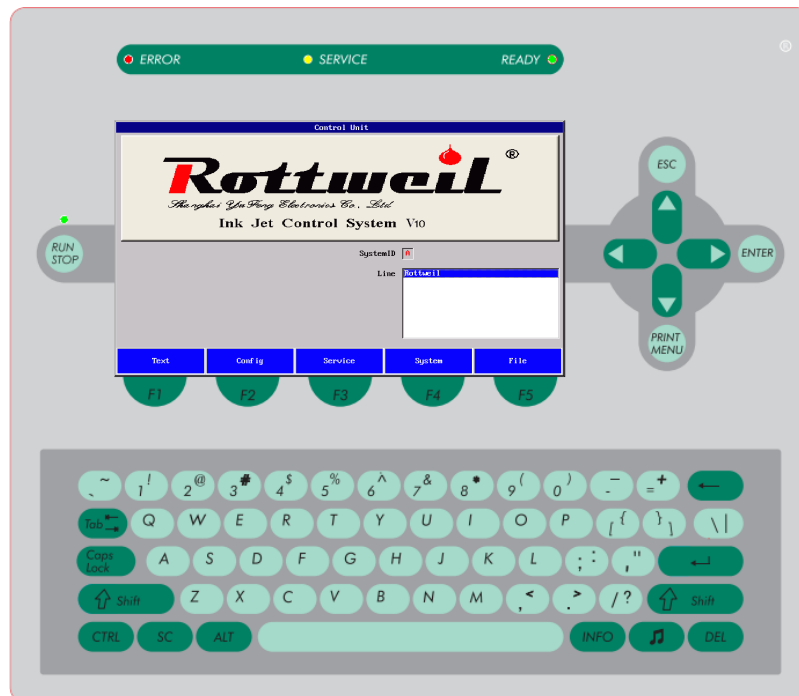 ®
ERROR SERVICE READY
Control Unit
Rottweil ®
Shanghai YuFeng Electronics Co., Ltd
Ink Jet Control System V10
ESC
RUN
STOP
ENTER
SystemID A
Line Rottweil
PRINT
MENU
Text Config Service System File
F1 F2 F3 F4 F5
` ~ 1 ! 2 @ 3 # 4 $ 5 % 6 ^ 7 & 8 * 9 ( 0 ) - _ = + ←
Tab Q W E R T Y U I O P [ { } ] \ |
Caps
Lock A S D F G H J K L ; : , " ↵
⇧ Shift Z X C V B N M , < . > / ? ⇧ Shift
CTRL SC ALT INFO ♫ DEL